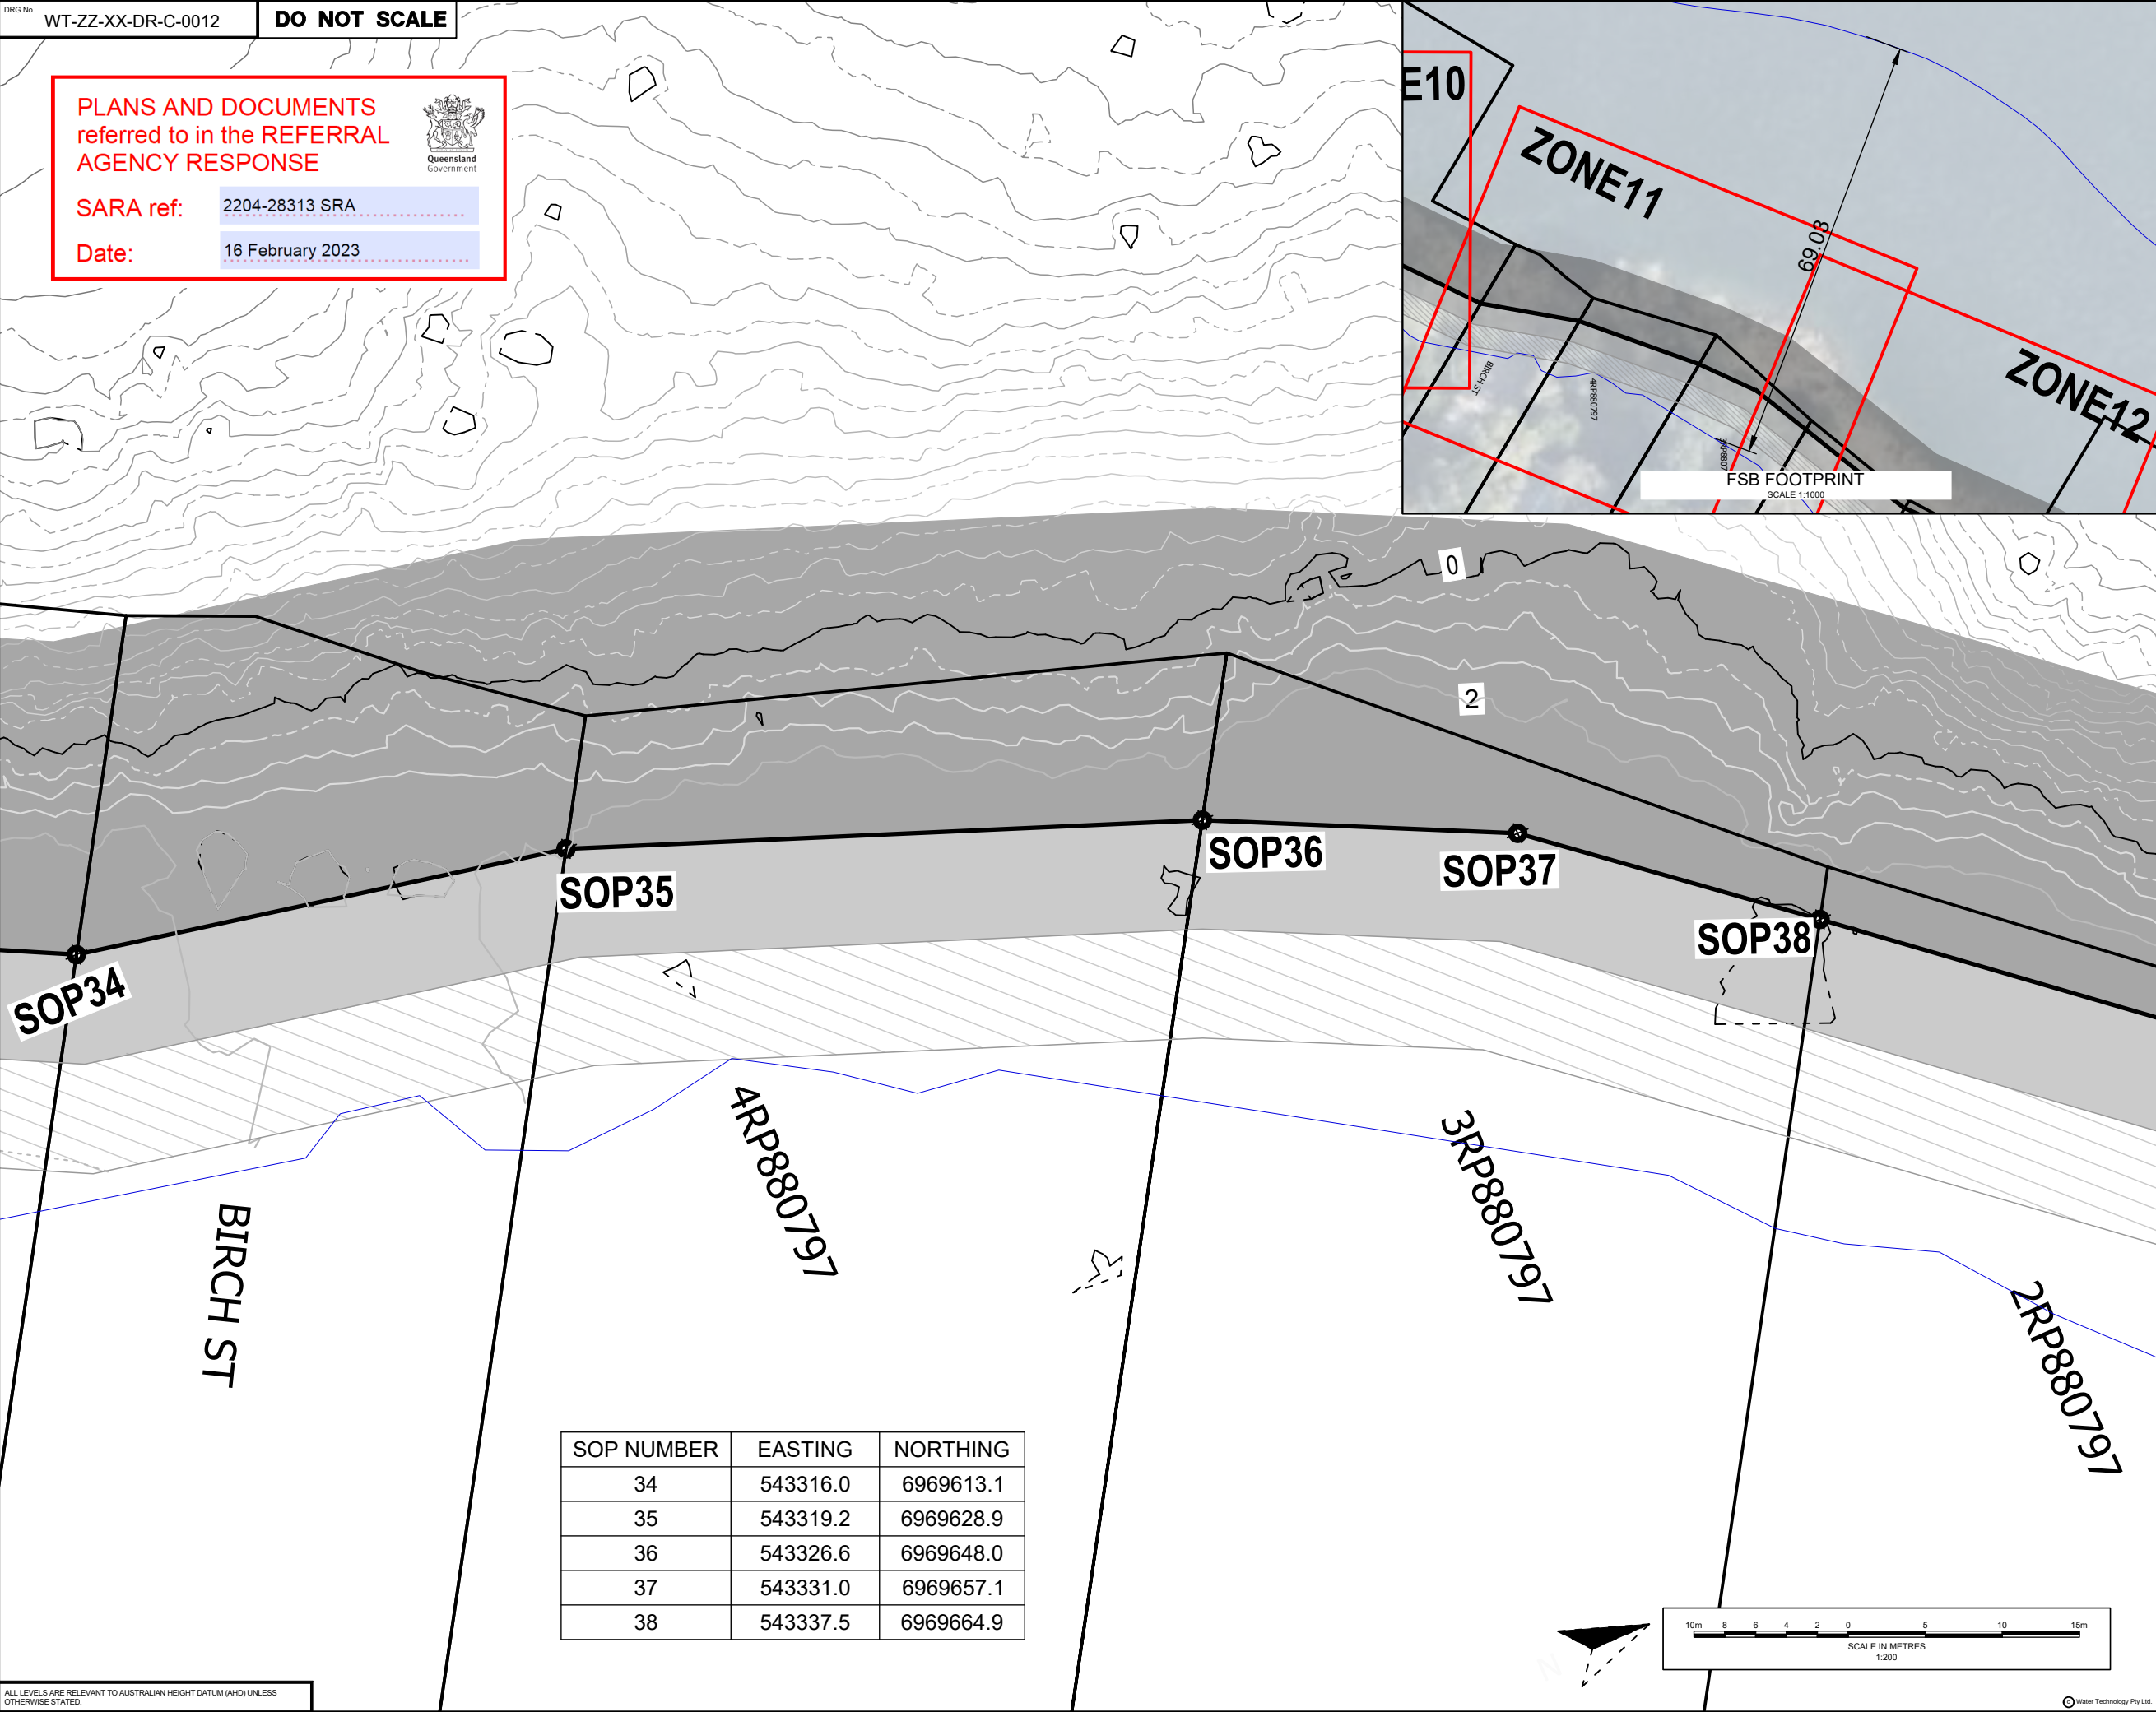 DRG No. WT-ZZ-XX-DR-C-0012
DO NOT SCALE
PLANS AND DOCUMENTS
referred to in the REFERRAL
AGENCY RESPONSE
Queensland
Government
SARA ref: 2204-28313 SRA
Date: 16 February 2023
E10
ZONE11
69.03
ZONE12
BIRCH ST
4RP880797
3RP8807
FSB FOOTPRINT
SCALE 1:1000
0
2
SOP34
SOP35
SOP36
SOP37
SOP38
BIRCH ST
4RP880797
3RP880797
2RP880797
SOP NUMBER EASTING NORTHING
34 543316.0 6969613.1
35 543319.2 6969628.9
36 543326.6 6969648.0
37 543331.0 6969657.1
38 543337.5 6969664.9
N
10m 8 6 4 2 0 5 10 15m
SCALE IN METRES
1:200
ALL LEVELS ARE RELEVANT TO AUSTRALIAN HEIGHT DATUM (AHD) UNLESS
OTHERWISE STATED.
© Water Technology Pty Ltd.